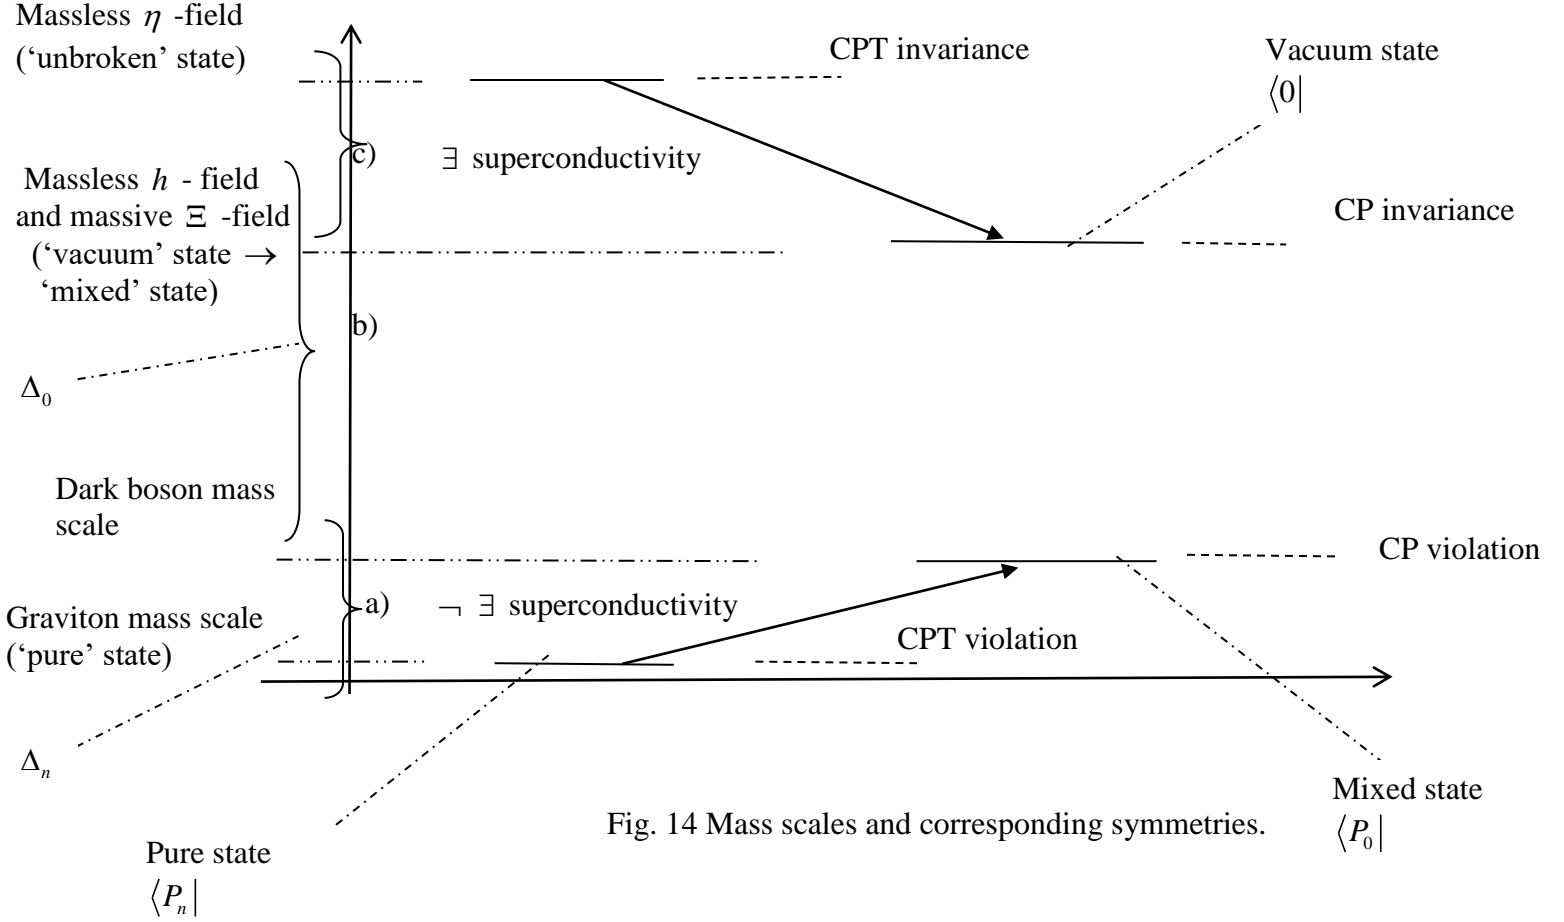 Massless η -field
(‘unbroken’ state)
CPT invariance
Vacuum state
⟨0|
c)
∃ superconductivity
Massless h - field
and massive Ξ -field
(‘vacuum’ state →
‘mixed’ state)
CP invariance
b)
Δ₀
Dark boson mass
scale
CP violation
Graviton mass scale
(‘pure’ state)
a)
¬ ∃ superconductivity
CPT violation
Δₙ
Mixed state
⟨P₀|
Fig. 14 Mass scales and corresponding symmetries.
Pure state
⟨Pₙ|